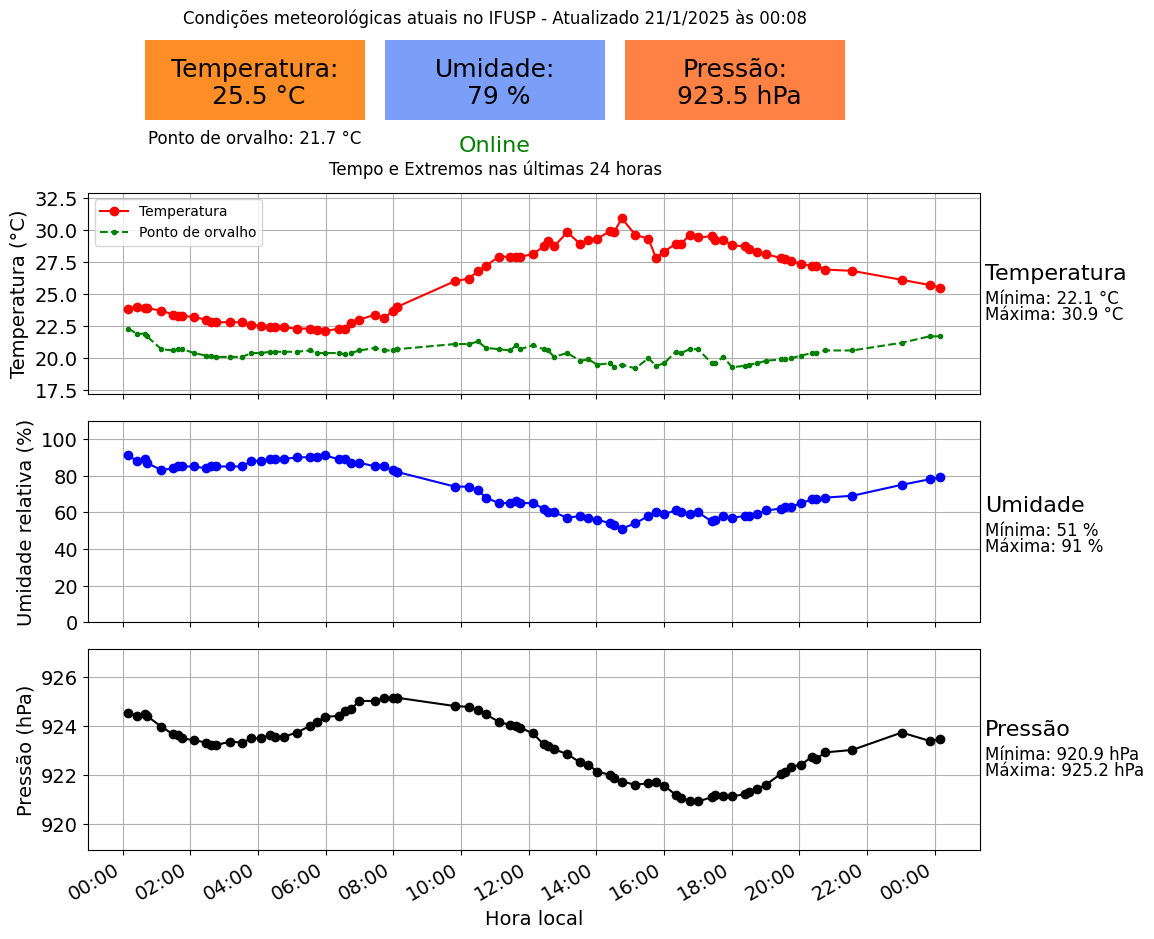 Condições meteorológicas atuais no IFUSP - Atualizado 21/1/2025 às 00:08
Temperatura:
25.5 °C
Umidade:
79 %
Pressão:
923.5 hPa
Ponto de orvalho: 21.7 °C
Online
Tempo e Extremos nas últimas 24 horas
Temperatura (°C)
32.5
30.0
27.5
25.0
22.5
20.0
17.5
Temperatura
Ponto de orvalho
Temperatura
Mínima: 22.1 °C
Máxima: 30.9 °C
Umidade relativa (%)
100
80
60
40
20
0
Umidade
Mínima: 51 %
Máxima: 91 %
Pressão (hPa)
926
924
922
920
Pressão
Mínima: 920.9 hPa
Máxima: 925.2 hPa
00:00 02:00 04:00 06:00 08:00 10:00 12:00 14:00 16:00 18:00 20:00 22:00 00:00
Hora local